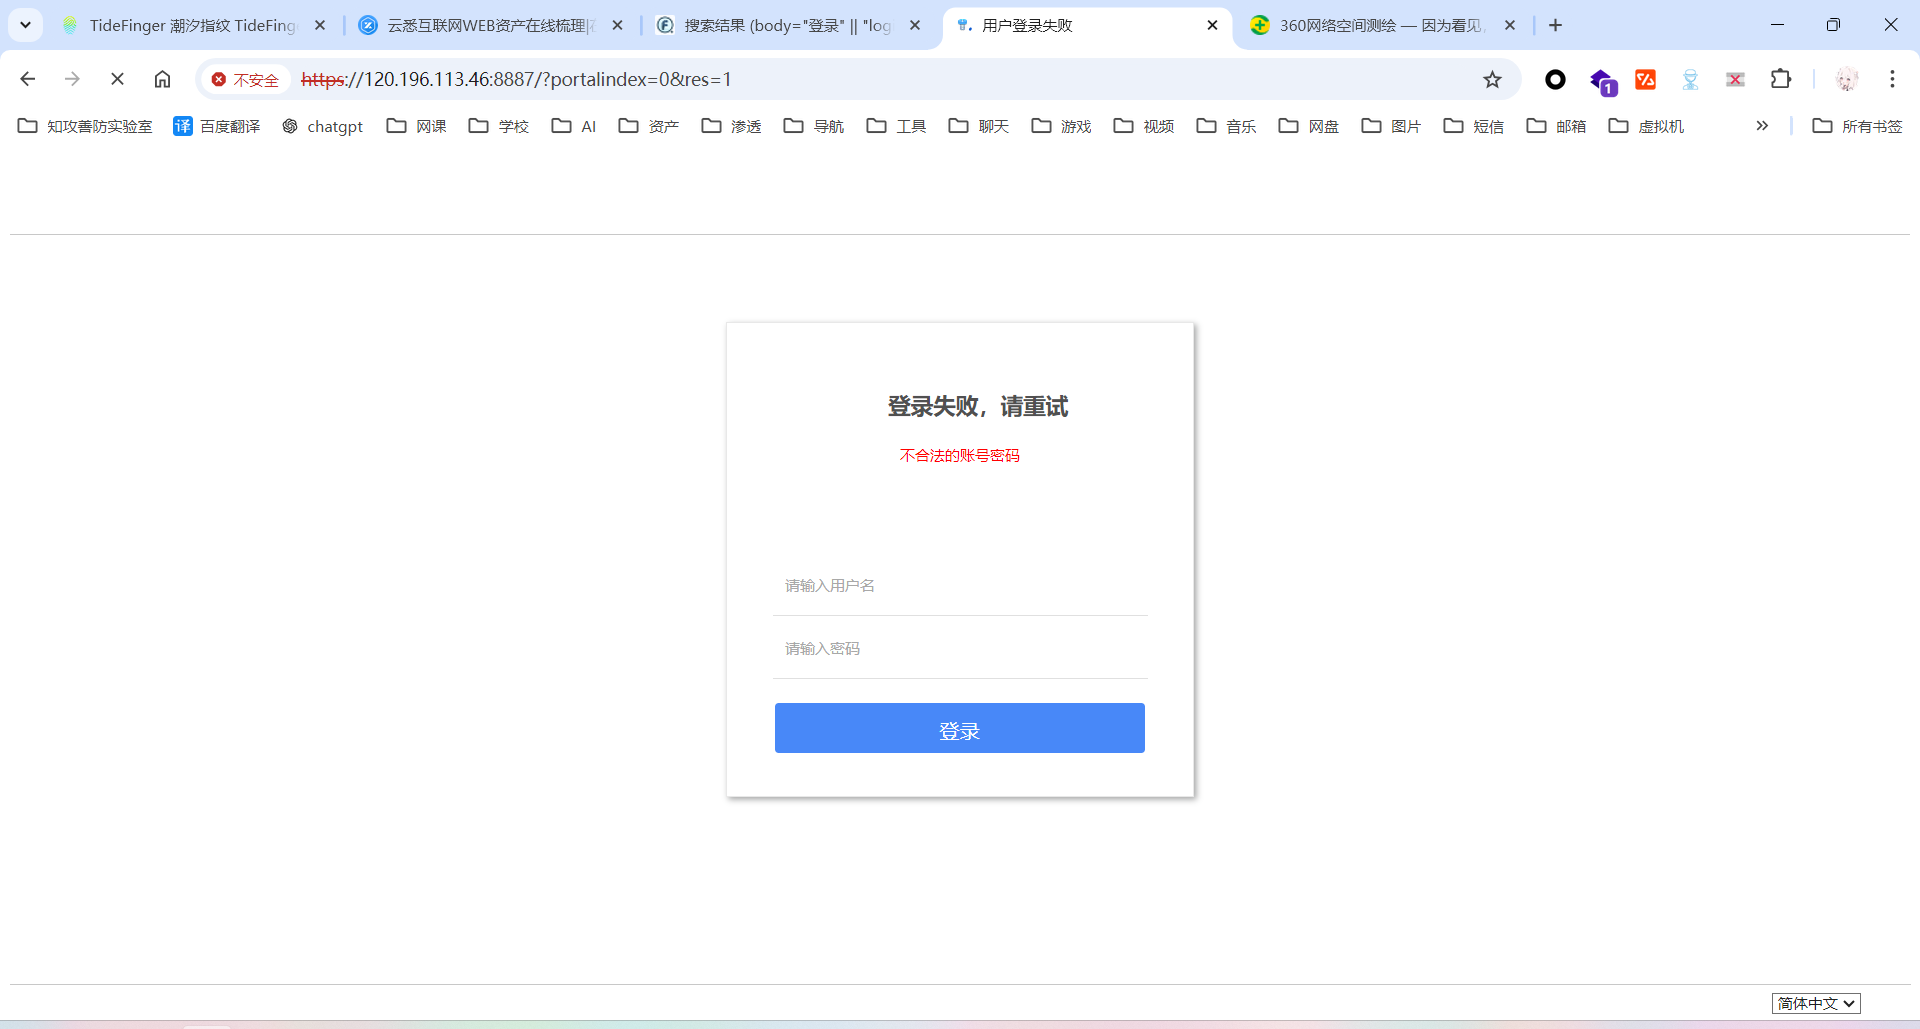 TideFinger 潮汐指纹 TideFing
云悉互联网WEB资产在线梳理|
搜索结果 (body="登录" || "log
用户登录失败
360网络空间测绘 — 因为看见,
不安全
https://120.196.113.46:8887/?portalindex=0&res=1
1
知攻善防实验室
译 百度翻译
chatgpt
网课
学校
AI
资产
渗透
导航
工具
聊天
游戏
视频
音乐
网盘
图片
短信
邮箱
虚拟机
所有书签
登录失败，请重试
不合法的账号密码
请输入用户名
请输入密码
登录
简体中文